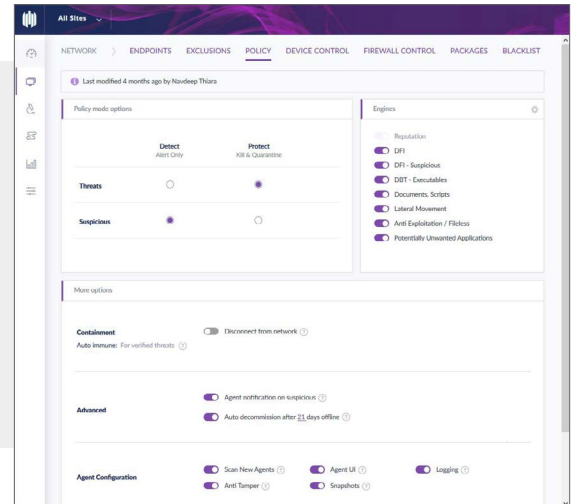 All Sites
NETWORK > ENDPOINTS EXCLUSIONS POLICY DEVICE CONTROL FIREWALL CONTROL PACKAGES BLACKLIST
Last modified 4 months ago by Navdeep Thiara
Policy mode options
Detect Protect
Alert Only Kill & Quarantine
Threats
Suspicious
Engines
Reputation
DFI
DFI - Suspicious
DBT - Executables
Documents, Scripts
Lateral Movement
Anti Exploitation / Fileless
Potentially Unwanted Applications
More options
Containment Disconnect from network ?
Auto immune: For verified threats ?
Agent notification on suspicious ?
Advanced
Auto decommission after 21 days offline ?
Scan New Agents ? Agent UI ? Logging ?
Agent Configuration
Anti Tamper ? Snapshots ?